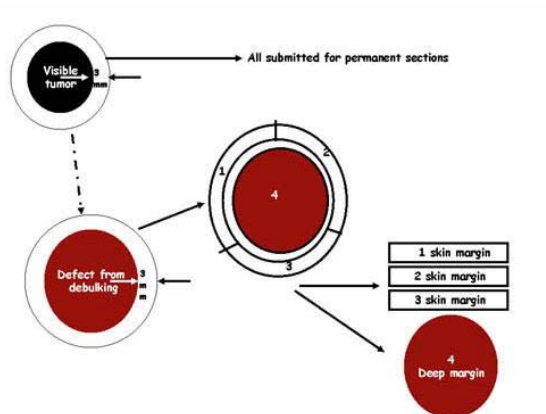 Visible
tumor
3
mm
All submitted for permanent sections
1
2
4
3
Defect from
debulking
3
m
m
1 skin margin
2 skin margin
3 skin margin
4
Deep margin